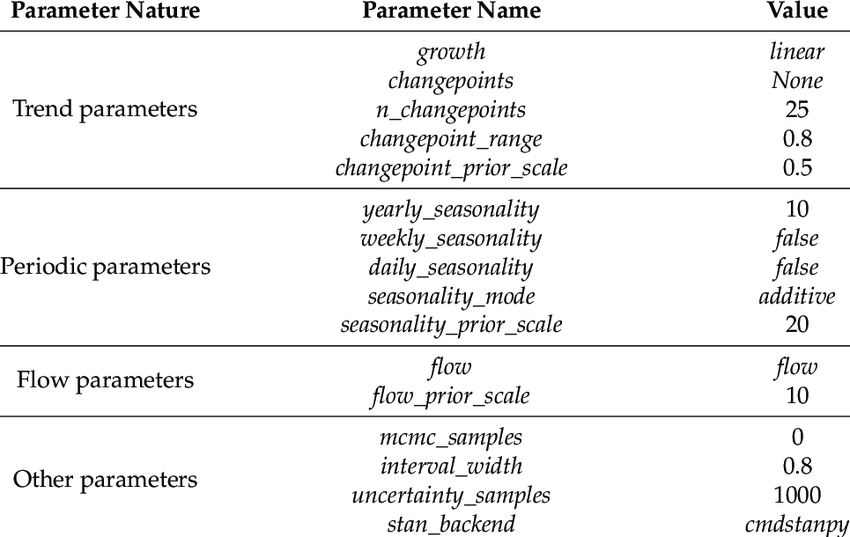 Parameter Nature Parameter Name Value
growth linear
changepoints None
Trend parameters n_changepoints 25
changepoint_range 0.8
changepoint_prior_scale 0.5
yearly_seasonality 10
weekly_seasonality false
Periodic parameters daily_seasonality false
seasonality_mode additive
seasonality_prior_scale 20
Flow parameters flow flow
flow_prior_scale 10
mcmc_samples 0
interval_width 0.8
Other parameters uncertainty_samples 1000
stan_backend cmdstanpy